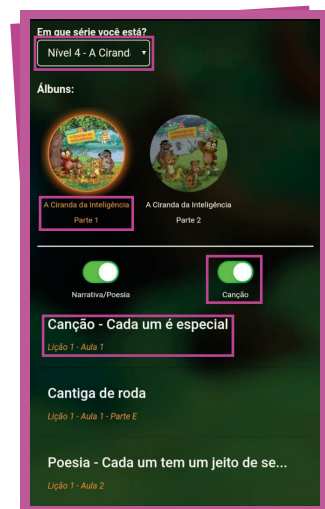 Em que série você está?
Nível 4 - A Cirand
Álbuns:
A Ciranda da Inteligência
Parte 1
A Ciranda da Inteligência
Parte 2
Narrativa/Poesia
Canção
Canção - Cada um é especial
Lição 1 - Aula 1
Cantiga de roda
Lição 1 - Aula 1 - Parte E
Poesia - Cada um tem um jeito de se...
Lição 1 - Aula 2